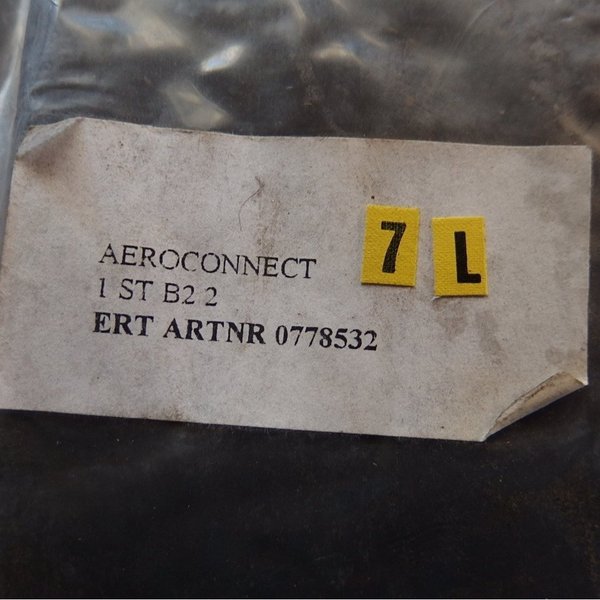 7 L
AEROCONNECT
1 ST B2 2
ERT ARTNR 0778532